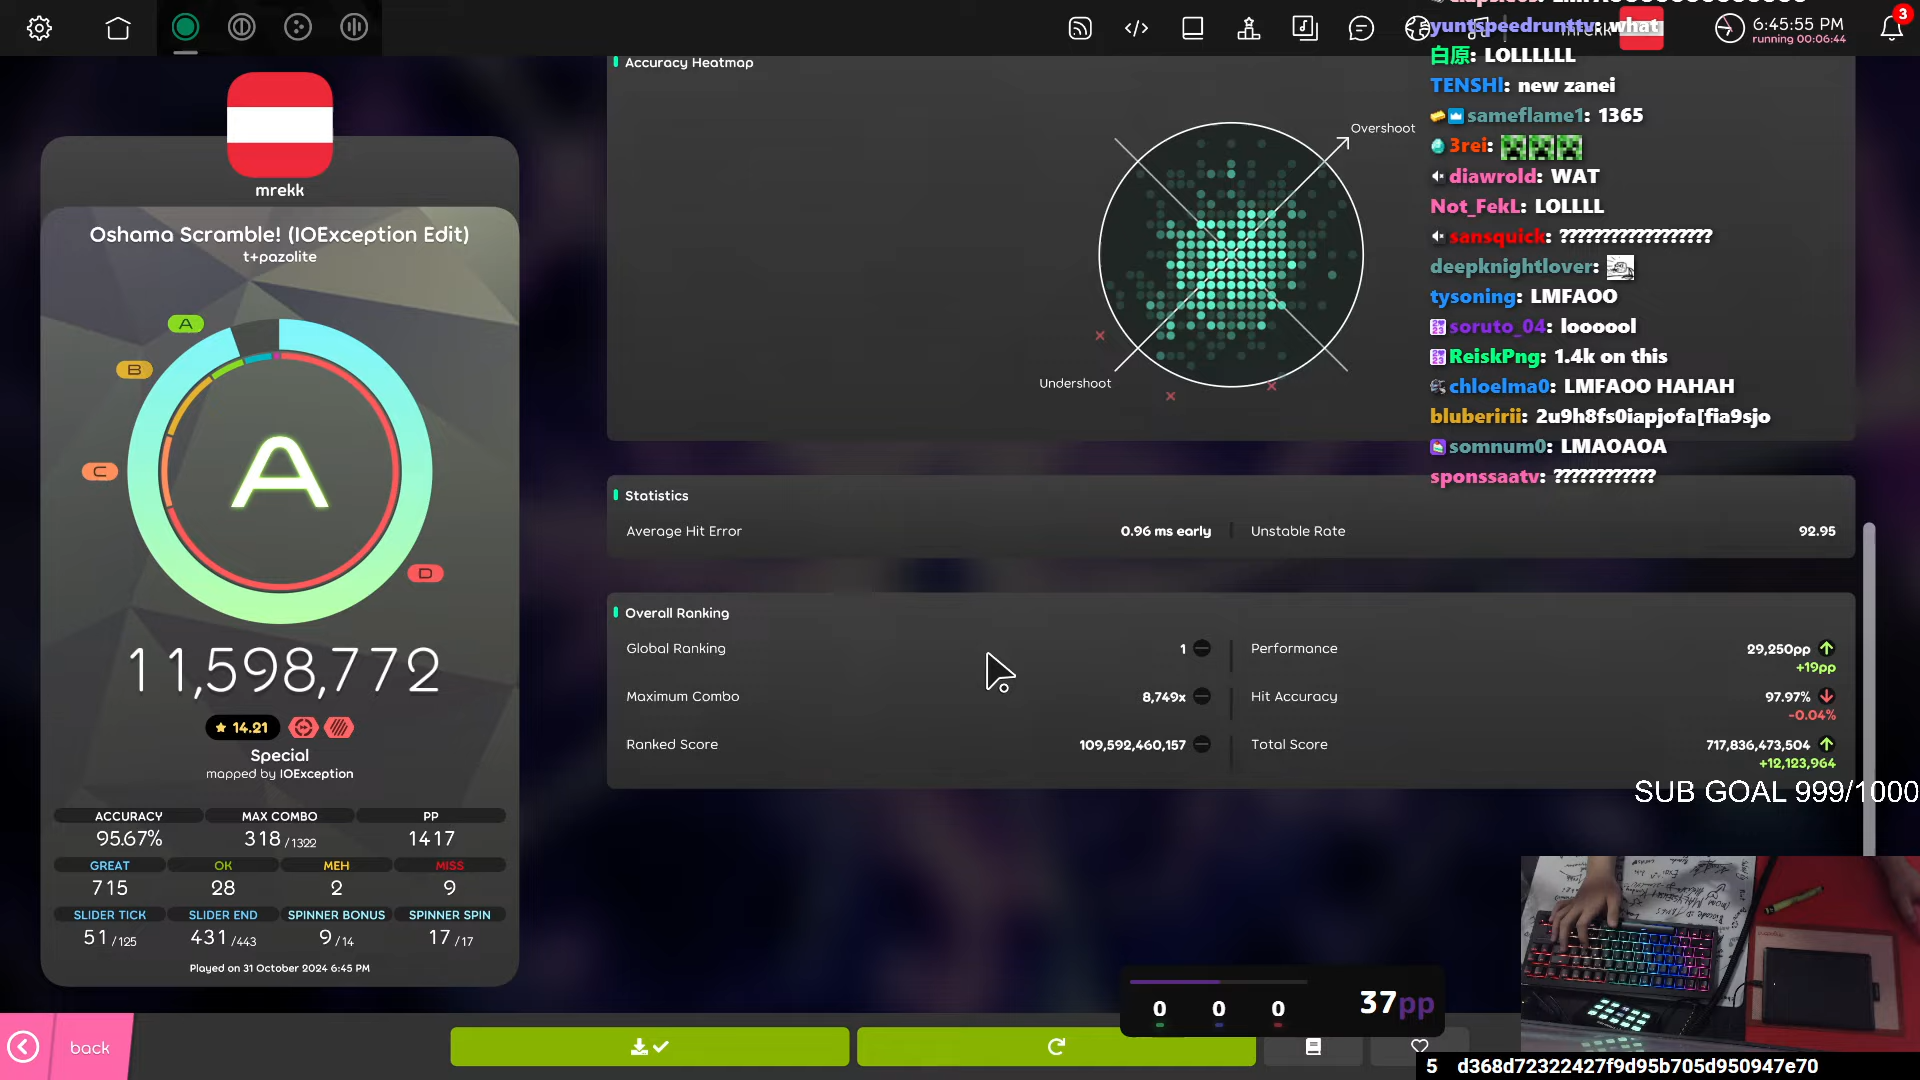 6:45:55 PM
running 00:06:44
3
mrekk
Oshama Scramble! (IOException Edit)
t+pazolite
A
B
C
D
A
11,598,772
14.21
Special
mapped by IOException
ACCURACY MAX COMBO PP
95.67% 318 /1322 1417
GREAT OK MEH MISS
715 28 2 9
SLIDER TICK SLIDER END SPINNER BONUS SPINNER SPIN
51 /125 431 /443 9 /14 17 /17
Played on 31 October 2024 6:45 PM
back
Accuracy Heatmap
Overshoot
Undershoot
Statistics
Average Hit Error 0.96 ms early Unstable Rate 92.95
Overall Ranking
Global Ranking 1 Performance 29,250pp
+19pp
Maximum Combo 8,749x Hit Accuracy 97.97%
-0.04%
Ranked Score 109,592,460,157 Total Score 717,836,473,504
+12,123,964
yuntspeedrunttv: what
白原: LOLLLLLL
TENSHI: new zanei
sameflame1: 1365
3rei:
diawrold: WAT
Not_FekL: LOLLLL
sansquick: ??????????????????
deepknightlover:
tysoning: LMFAOO
soruto_04: loooool
ReiskPng: 1.4k on this
chloelma0: LMFAOO HAHAH
bluberirii: 2u9h8fs0iapjofa[fia9sjo
somnum0: LMAOAOA
sponssaatv: ????????????
SUB GOAL 999/1000
0 0 0 37pp
5 d368d72322427f9d95b705d950947e70